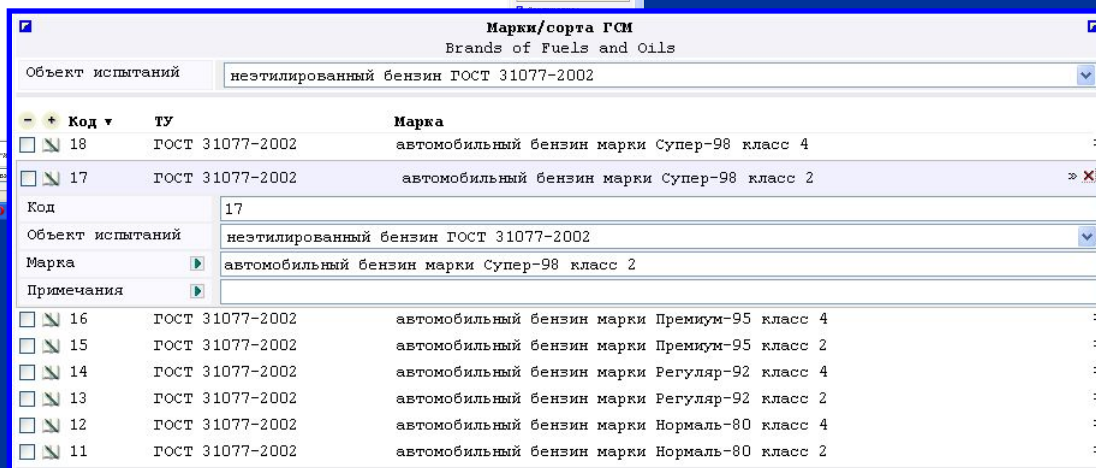 Марки/сорта ГСМ
Brands of Fuels and Oils
Объект испытаний неэтилированный бензин ГОСТ 31077-2002
- + Код ▼ ТУ Марка
18 ГОСТ 31077-2002 автомобильный бензин марки Супер-98 класс 4
17 ГОСТ 31077-2002 автомобильный бензин марки Супер-98 класс 2 »
Код 17
Объект испытаний неэтилированный бензин ГОСТ 31077-2002
Марка автомобильный бензин марки Супер-98 класс 2
Примечания
16 ГОСТ 31077-2002 автомобильный бензин марки Премиум-95 класс 4
15 ГОСТ 31077-2002 автомобильный бензин марки Премиум-95 класс 2
14 ГОСТ 31077-2002 автомобильный бензин марки Регуляр-92 класс 4
13 ГОСТ 31077-2002 автомобильный бензин марки Регуляр-92 класс 2
12 ГОСТ 31077-2002 автомобильный бензин марки Нормаль-80 класс 4
11 ГОСТ 31077-2002 автомобильный бензин марки Нормаль-80 класс 2